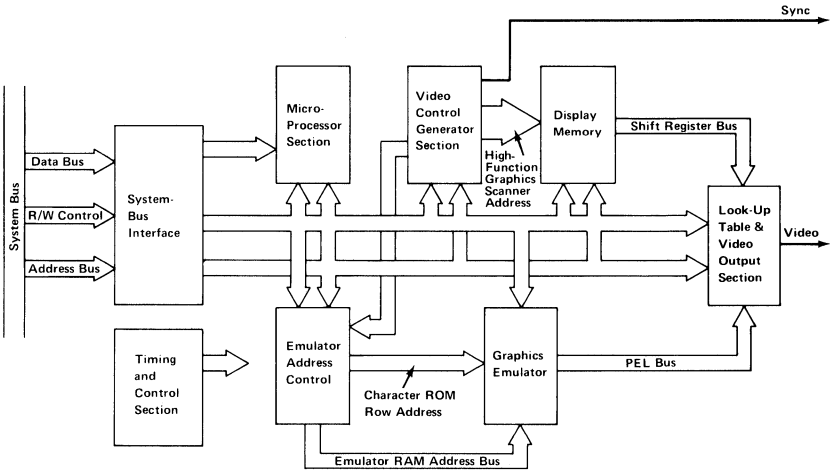 Sync
Micro-
Processor
Section
Video
Control
Generator
Section
Display
Memory
Shift Register Bus
High-
Function
Graphics
Scanner
Address
System Bus
Data Bus
R/W Control
Address Bus
System-
Bus
Interface
Look-Up
Table &
Video
Output
Section
Video
Timing
and
Control
Section
Emulator
Address
Control
Character ROM
Row Address
Graphics
Emulator
PEL Bus
Emulator RAM Address Bus